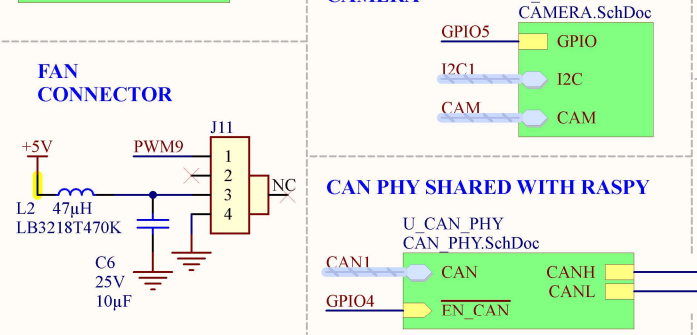 CAMERA
CAMERA.SchDoc
GPIO5
GPIO
I2C1
I2C
CAM
CAM
FAN
CONNECTOR
+5V
PWM9
J11
1
2
3
4
NC
L2 47µH
LB3218T470K
C6
25V
10µF
CAN PHY SHARED WITH RASPY
U_CAN_PHY
CAN_PHY.SchDoc
CAN1
CAN
CANH
CANL
GPIO4
EN_CAN